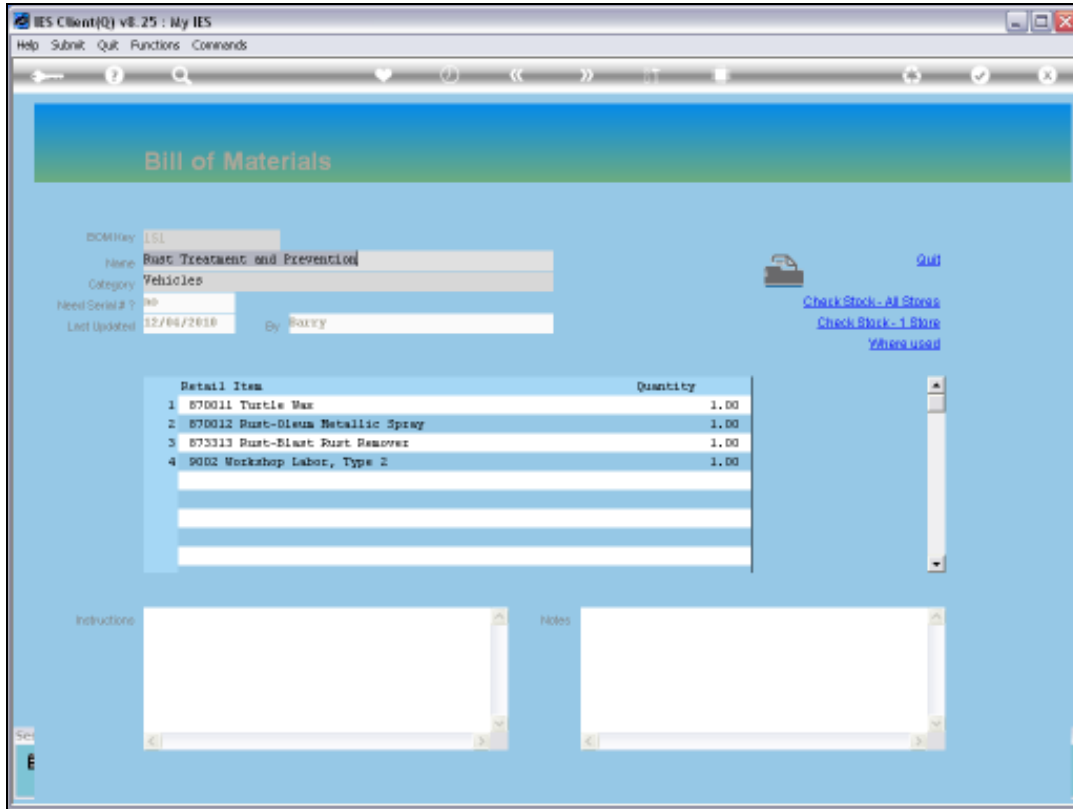 IES Client(Q) v8.25 : My IES
Help Submit Quit Functions Commands
Bill of Materials
BOM Key 151
Name Rust Treatment and Prevention
Quit
Category Vehicles
Need Serial # ? no
Check Stock - All Stores
Last Updated 12/06/2010 By Barry
Check Stock - 1 Store
Where used
Retail Item Quantity
1 870011 Turtle Wax 1.00
2 870012 Rust-Oleum Metallic Spray 1.00
3 873313 Rust-Blast Rust Remover 1.00
4 9002 Workshop Labor, Type 2 1.00
Instructions Notes